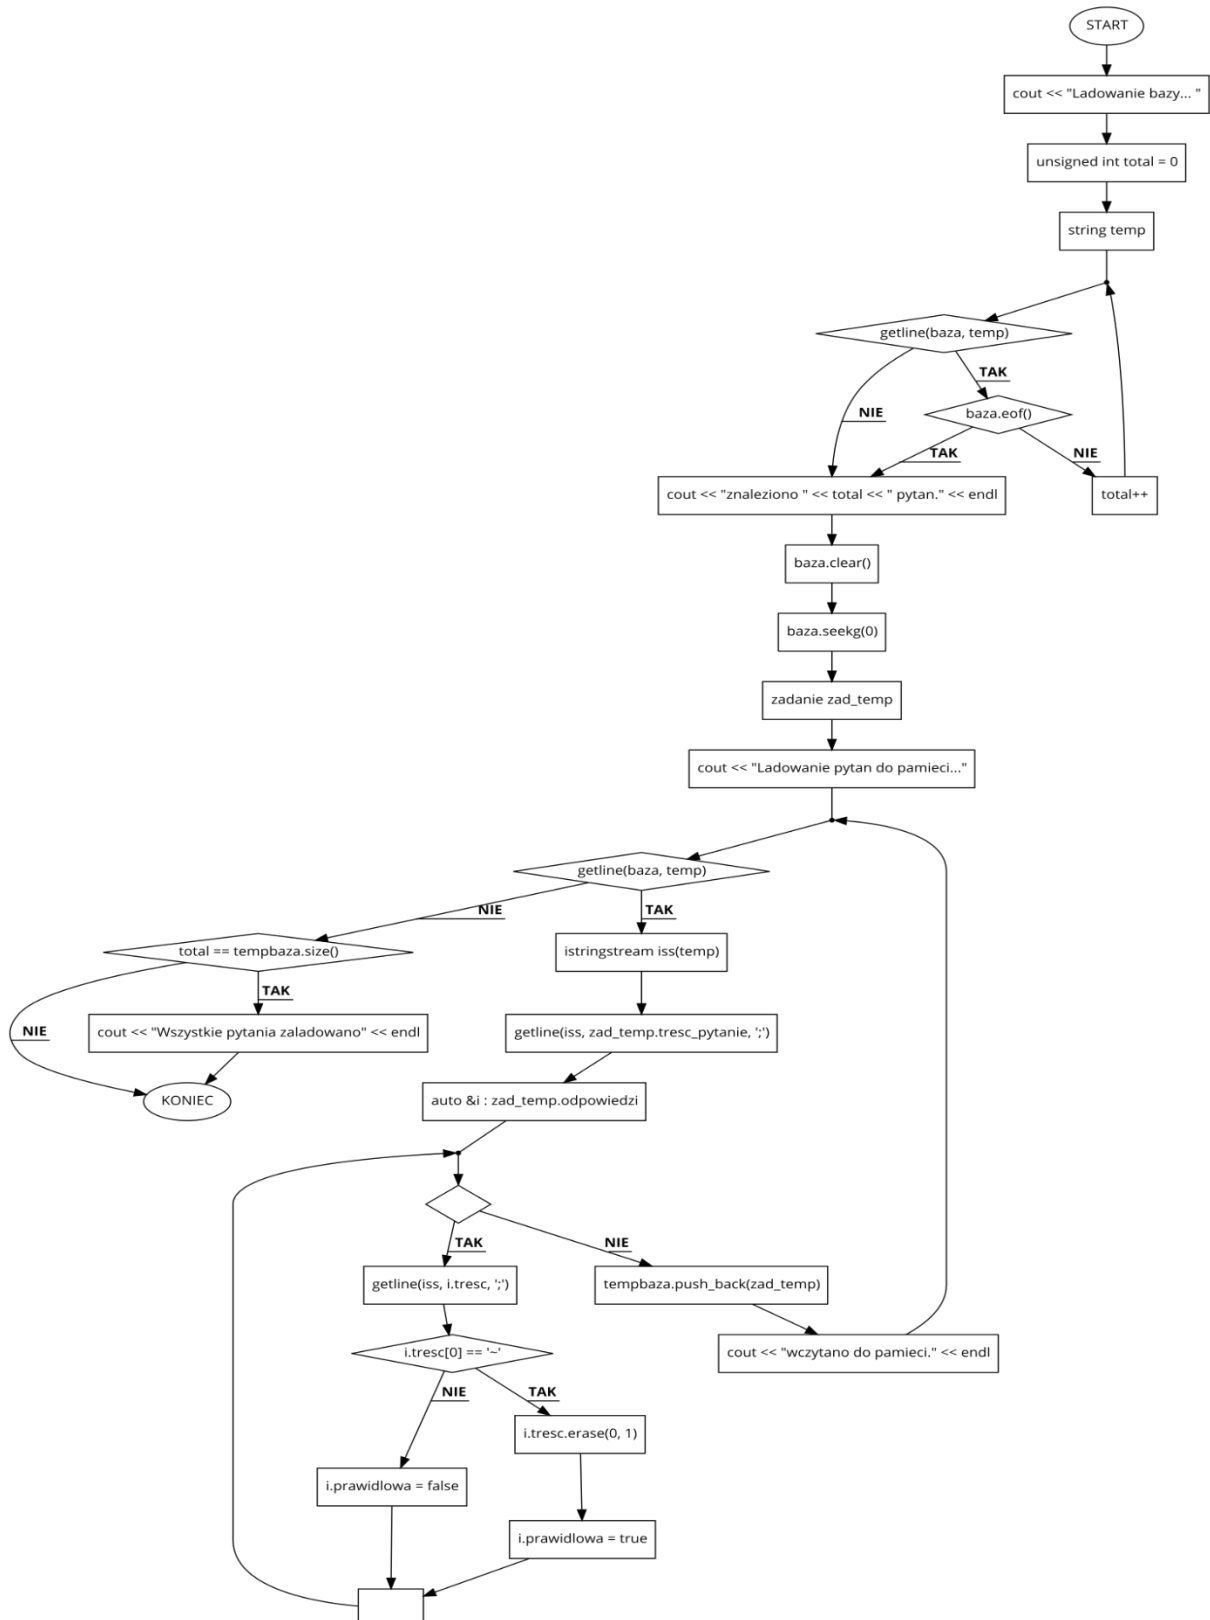 START
cout << "Ladowanie bazy... "
unsigned int total = 0
string temp
getline(baza, temp)
TAK
NIE
baza.eof()
TAK
NIE
cout << "znaleziono " << total << " pytan." << endl
total++
baza.clear()
baza.seekg(0)
zadanie zad_temp
cout << "Ladowanie pytan do pamieci..."
getline(baza, temp)
NIE
TAK
total == tempbaza.size()
istringstream iss(temp)
TAK
NIE
cout << "Wszystkie pytania zaladowano" << endl
getline(iss, zad_temp.tresc_pytanie, ';')
KONIEC
auto &i : zad_temp.odpowiedzi
TAK
NIE
getline(iss, i.tresc, ';')
tempbaza.push_back(zad_temp)
i.tresc[0] == '~'
cout << "wczytano do pamieci." << endl
NIE
TAK
i.tresc.erase(0, 1)
i.prawidlowa = false
i.prawidlowa = true